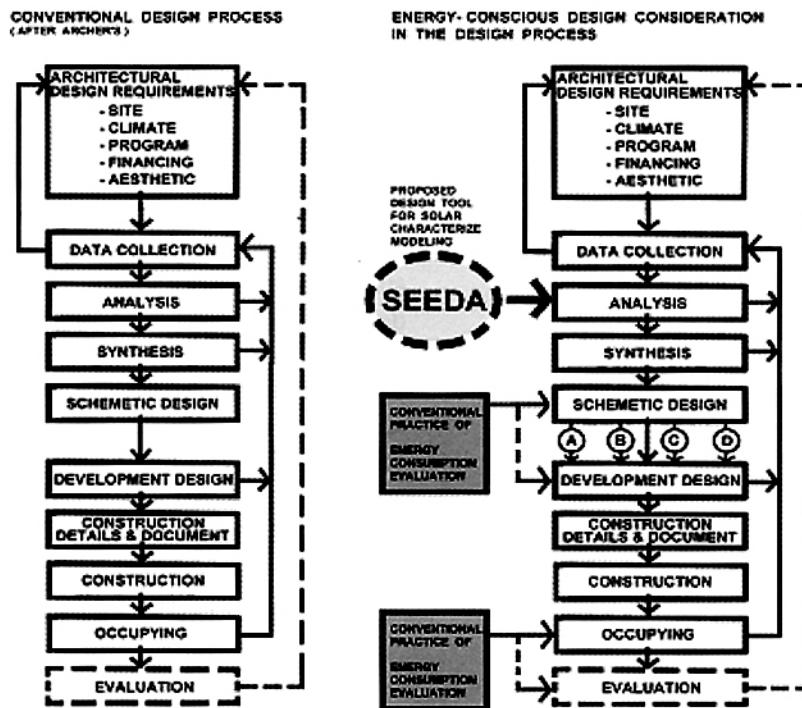 CONVENTIONAL DESIGN PROCESS
( AFTER ARCHER'S )
ARCHITECTURAL
DESIGN REQUIREMENTS
- SITE
- CLIMATE
- PROGRAM
- FINANCING
- AESTHETIC
DATA COLLECTION
ANALYSIS
SYNTHESIS
SCHEMETIC DESIGN
DEVELOPMENT DESIGN
CONSTRUCTION
DETAILS & DOCUMENT
CONSTRUCTION
OCCUPYING
EVALUATION
ENERGY- CONSCIOUS DESIGN CONSIDERATION
IN THE DESIGN PROCESS
ARCHITECTURAL
DESIGN REQUIREMENTS
- SITE
- CLIMATE
- PROGRAM
- FINANCING
- AESTHETIC
PROPOSED
DESIGN TOOL
FOR SOLAR
CHARACTERIZE
MODELING
SEEDA
DATA COLLECTION
ANALYSIS
SYNTHESIS
SCHEMETIC DESIGN
CONVENTIONAL
PRACTICE OF
ENERGY
CONSUMPTION
EVALUATION
A B C D
DEVELOPMENT DESIGN
CONSTRUCTION
DETAILS & DOCUMENT
CONSTRUCTION
OCCUPYING
CONVENTIONAL
PRACTICE OF
ENERGY
CONSUMPTION
EVALUATION
EVALUATION